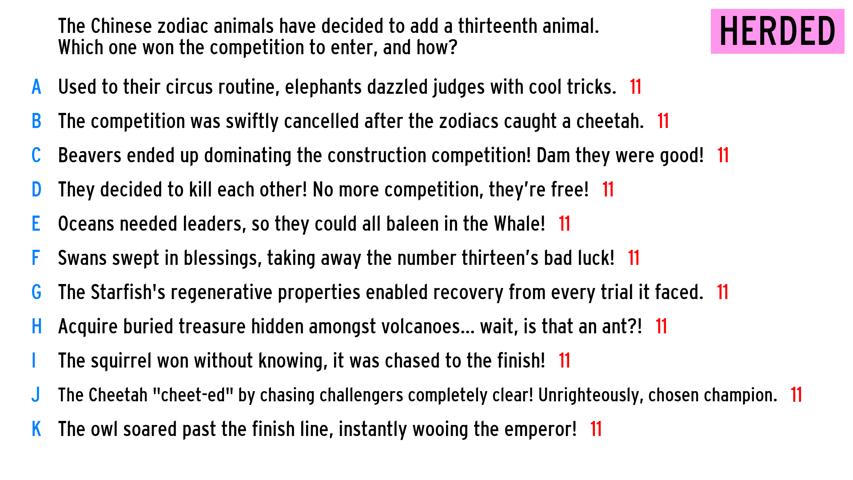 The Chinese zodiac animals have decided to add a thirteenth animal.
Which one won the competition to enter, and how?
HERDED
A Used to their circus routine, elephants dazzled judges with cool tricks. 11
B The competition was swiftly cancelled after the zodiacs caught a cheetah. 11
C Beavers ended up dominating the construction competition! Dam they were good! 11
D They decided to kill each other! No more competition, they're free! 11
E Oceans needed leaders, so they could all baleen in the Whale! 11
F Swans swept in blessings, taking away the number thirteen's bad luck! 11
G The Starfish's regenerative properties enabled recovery from every trial it faced. 11
H Acquire buried treasure hidden amongst volcanoes... wait, is that an ant?! 11
I The squirrel won without knowing, it was chased to the finish! 11
J The Cheetah "cheet-ed" by chasing challengers completely clear! Unrighteously, chosen champion. 11
K The owl soared past the finish line, instantly wooing the emperor! 11